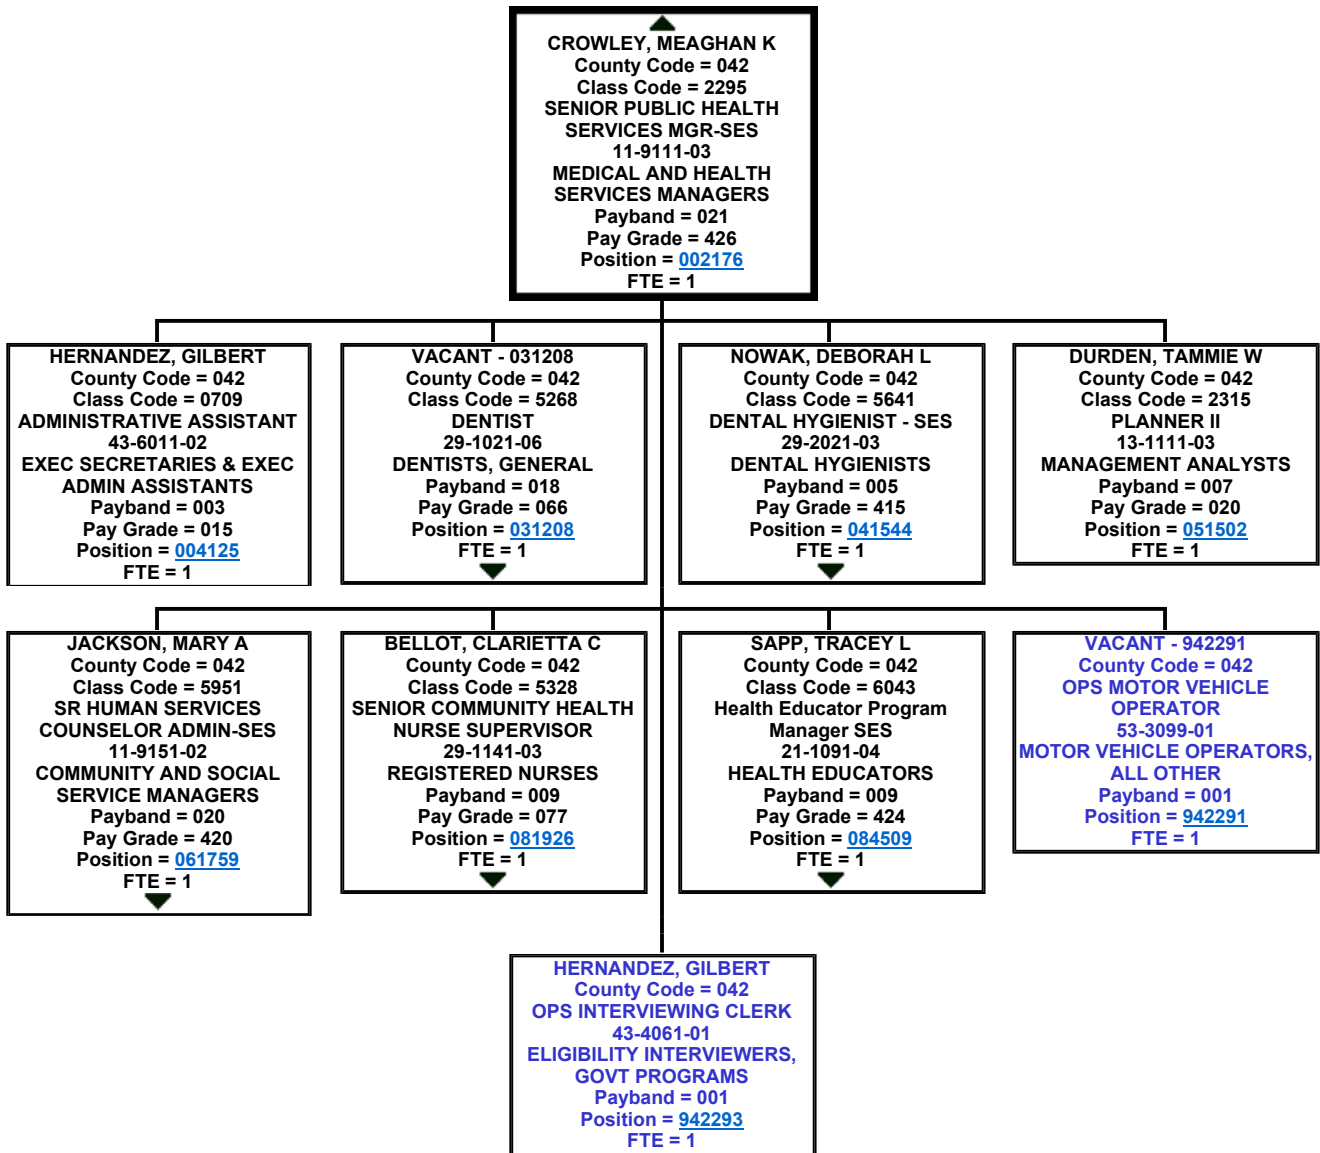 CROWLEY, MEAGHAN K
County Code = 042
Class Code = 2295
SENIOR PUBLIC HEALTH
SERVICES MGR-SES
11-9111-03
MEDICAL AND HEALTH
SERVICES MANAGERS
Payband = 021
Pay Grade = 426
Position = 002176
FTE = 1
HERNANDEZ, GILBERT
County Code = 042
Class Code = 0709
ADMINISTRATIVE ASSISTANT
43-6011-02
EXEC SECRETARIES & EXEC
ADMIN ASSISTANTS
Payband = 003
Pay Grade = 015
Position = 004125
FTE = 1
VACANT - 031208
County Code = 042
Class Code = 5268
DENTIST
29-1021-06
DENTISTS, GENERAL
Payband = 018
Pay Grade = 066
Position = 031208
FTE = 1
NOWAK, DEBORAH L
County Code = 042
Class Code = 5641
DENTAL HYGIENIST - SES
29-2021-03
DENTAL HYGIENISTS
Payband = 005
Pay Grade = 415
Position = 041544
FTE = 1
DURDEN, TAMMIE W
County Code = 042
Class Code = 2315
PLANNER II
13-1111-03
MANAGEMENT ANALYSTS
Payband = 007
Pay Grade = 020
Position = 051502
FTE = 1
JACKSON, MARY A
County Code = 042
Class Code = 5951
SR HUMAN SERVICES
COUNSELOR ADMIN-SES
11-9151-02
COMMUNITY AND SOCIAL
SERVICE MANAGERS
Payband = 020
Pay Grade = 420
Position = 061759
FTE = 1
BELLOT, CLARIETTA C
County Code = 042
Class Code = 5328
SENIOR COMMUNITY HEALTH
NURSE SUPERVISOR
29-1141-03
REGISTERED NURSES
Payband = 009
Pay Grade = 077
Position = 081926
FTE = 1
SAPP, TRACEY L
County Code = 042
Class Code = 6043
Health Educator Program
Manager SES
21-1091-04
HEALTH EDUCATORS
Payband = 009
Pay Grade = 424
Position = 084509
FTE = 1
VACANT - 942291
County Code = 042
OPS MOTOR VEHICLE
OPERATOR
53-3099-01
MOTOR VEHICLE OPERATORS,
ALL OTHER
Payband = 001
Position = 942291
FTE = 1
HERNANDEZ, GILBERT
County Code = 042
OPS INTERVIEWING CLERK
43-4061-01
ELIGIBILITY INTERVIEWERS,
GOVT PROGRAMS
Payband = 001
Position = 942293
FTE = 1